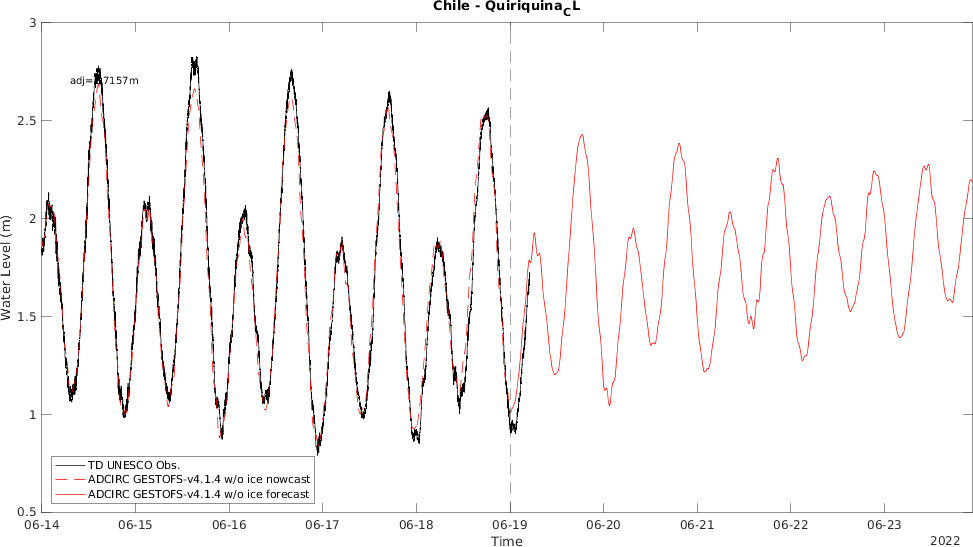 Chile - Quiriquina_CL
3
2.5
2
1.5
1
0.5
Water Level (m)
adj= 7157m
TD UNESCO Obs.
ADCIRC GESTOFS-v4.1.4 w/o ice nowcast
ADCIRC GESTOFS-v4.1.4 w/o ice forecast
06-14 06-15 06-16 06-17 06-18 06-19 06-20 06-21 06-22 06-23
Time
2022